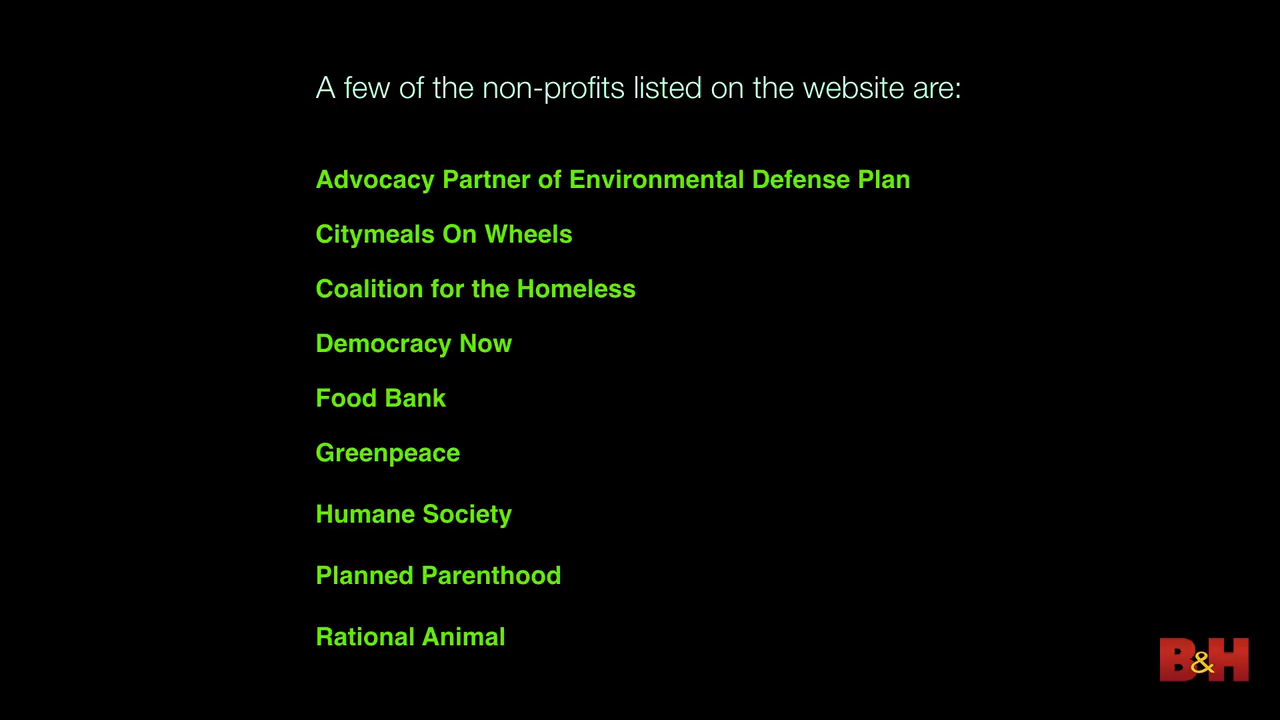 A few of the non-profits listed on the website are:
Advocacy Partner of Environmental Defense Plan
Citymeals On Wheels
Coalition for the Homeless
Democracy Now
Food Bank
Greenpeace
Humane Society
Planned Parenthood
Rational Animal
B&H